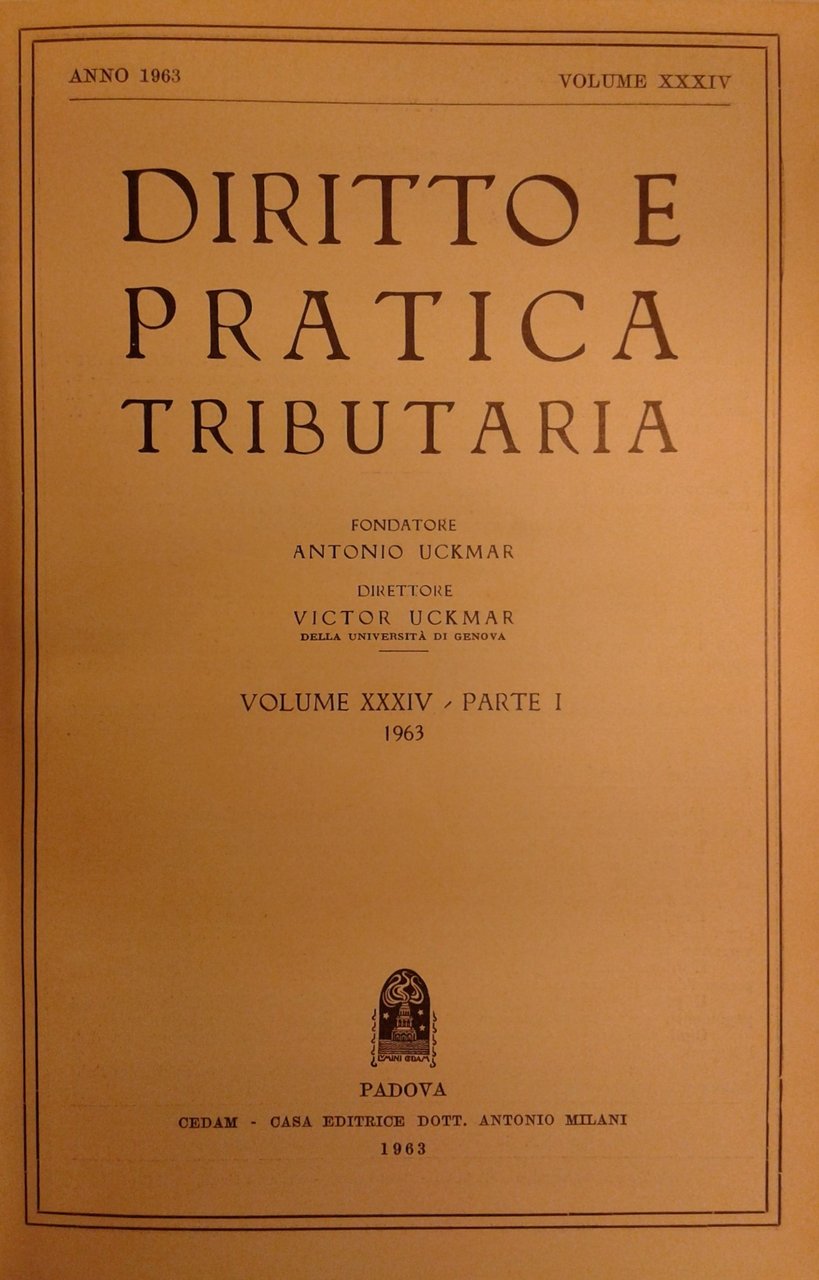 ANNO 1963
VOLUME XXXIV
DIRITTO E
PRATICA
TRIBUTARIA
FONDATORE
ANTONIO UCKMAR
DIRETTORE
VICTOR UCKMAR
DELLA UNIVERSITÀ DI GENOVA
VOLUME XXXIV / PARTE I
1963
PADOVA
CEDAM - CASA EDITRICE DOTT. ANTONIO MILANI
1963